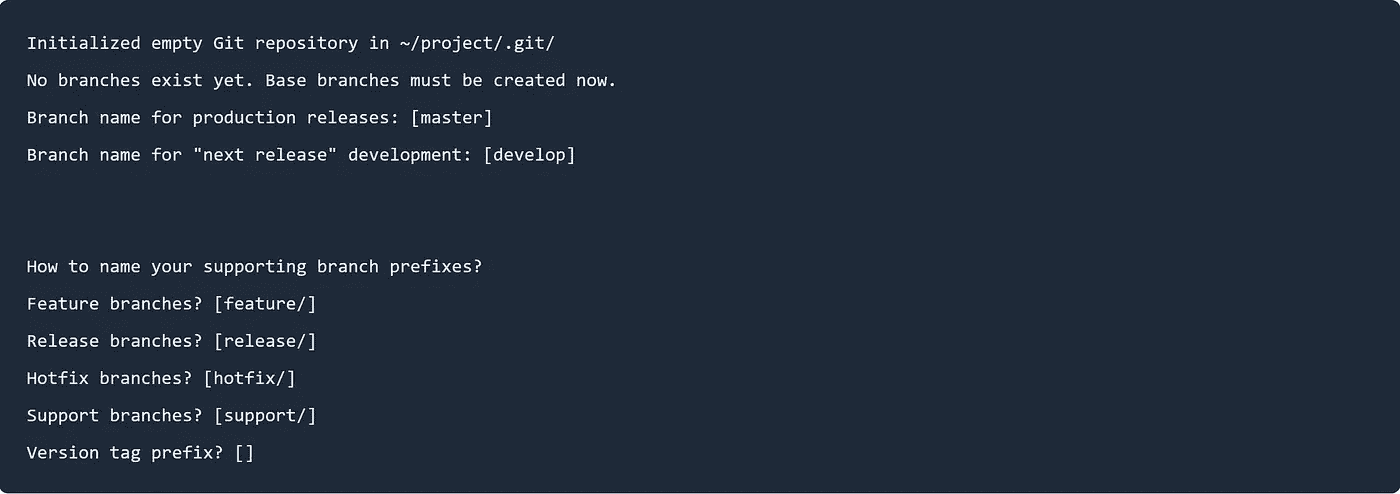 Initialized empty Git repository in ~/project/.git/
No branches exist yet. Base branches must be created now.
Branch name for production releases: [master]
Branch name for "next release" development: [develop]
How to name your supporting branch prefixes?
Feature branches? [feature/]
Release branches? [release/]
Hotfix branches? [hotfix/]
Support branches? [support/]
Version tag prefix? []